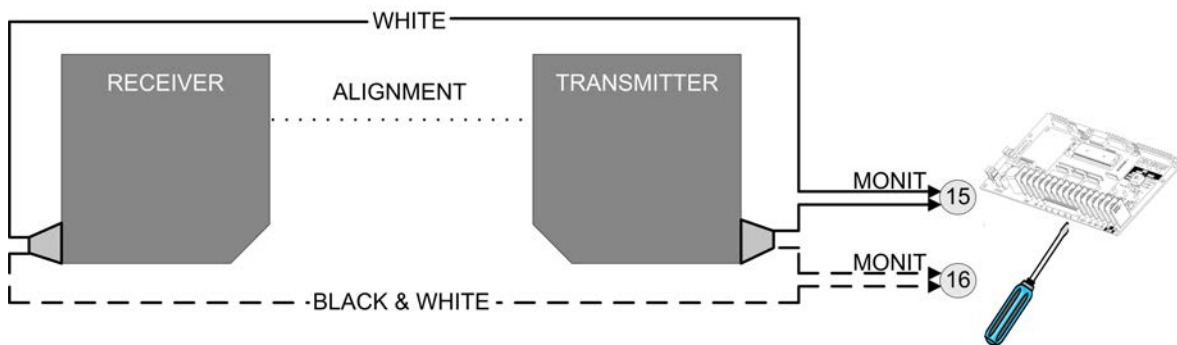 WHITE
RECEIVER
ALIGNMENT
TRANSMITTER
MONIT
15
MONIT
16
BLACK & WHITE